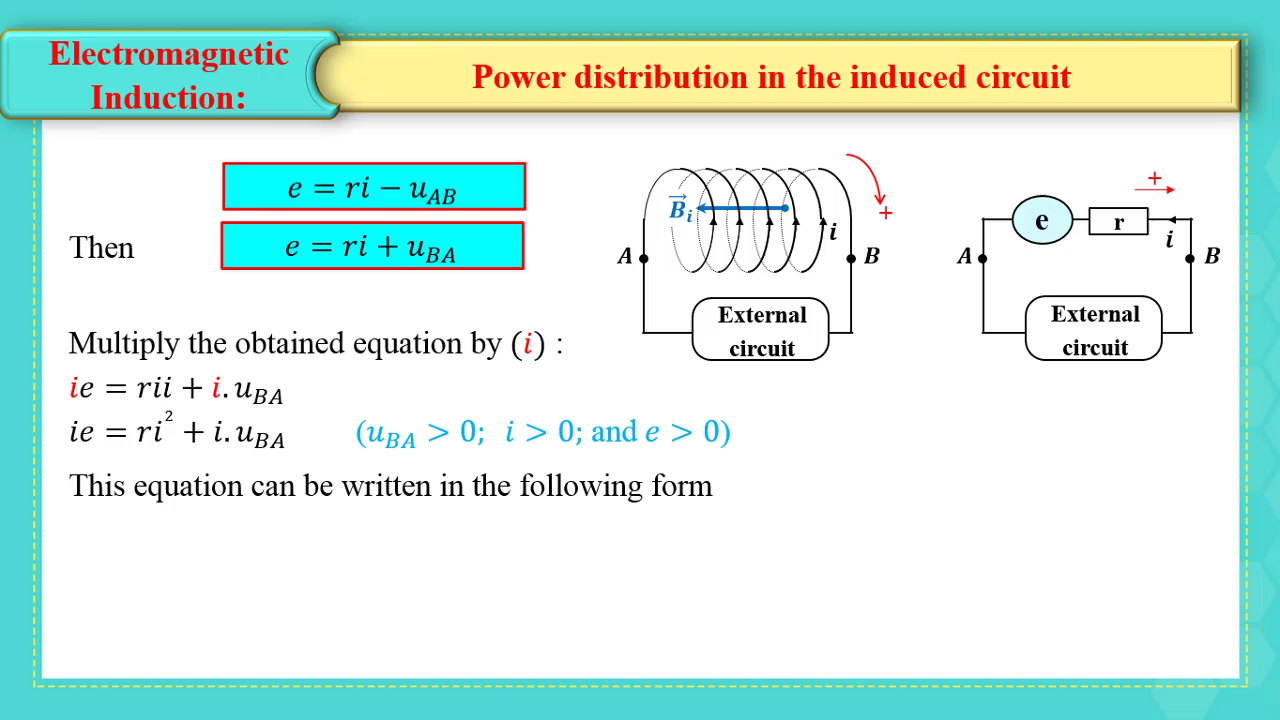 Electromagnetic
Induction:
Power distribution in the induced circuit
e = ri − u_AB
Then
e = ri + u_BA
B⃗_i
+
i
A
B
External
circuit
+
e
r
i
A
B
External
circuit
Multiply the obtained equation by (i) :
ie = rii + i. u_BA
ie = ri² + i. u_BA (u_BA > 0; i > 0; and e > 0)
This equation can be written in the following form